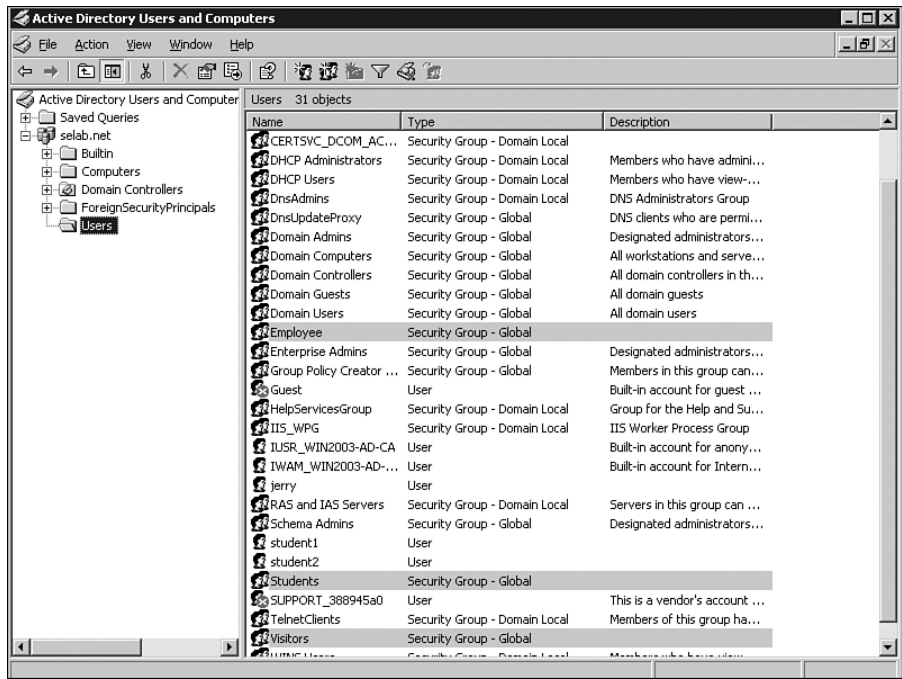 Active Directory Users and Computers
File Action View Window Help
Active Directory Users and Computer
Saved Queries
selab.net
Builtin
Computers
Domain Controllers
ForeignSecurityPrincipals
Users
Users 31 objects
Name Type Description
CERTSVC_DCOM_AC... Security Group - Domain Local
DHCP Administrators Security Group - Domain Local Members who have admini...
DHCP Users Security Group - Domain Local Members who have view-...
DnsAdmins Security Group - Domain Local DNS Administrators Group
DnsUpdateProxy Security Group - Global DNS clients who are permi...
Domain Admins Security Group - Global Designated administrators...
Domain Computers Security Group - Global All workstations and serve...
Domain Controllers Security Group - Global All domain controllers in th...
Domain Guests Security Group - Global All domain guests
Domain Users Security Group - Global All domain users
Employee Security Group - Global
Enterprise Admins Security Group - Global Designated administrators...
Group Policy Creator ... Security Group - Global Members in this group can...
Guest User Built-in account for guest ...
HelpServicesGroup Security Group - Domain Local Group for the Help and Su...
IIS_WPG Security Group - Domain Local IIS Worker Process Group
IUSR_WIN2003-AD-CA User Built-in account for anony...
IWAM_WIN2003-AD-... User Built-in account for Intern...
jerry User
RAS and IAS Servers Security Group - Domain Local Servers in this group can ...
Schema Admins Security Group - Global Designated administrators...
student1 User
student2 User
Students Security Group - Global
SUPPORT_388945a0 User This is a vendor's account ...
TelnetClients Security Group - Domain Local Members of this group ha...
Visitors Security Group - Global